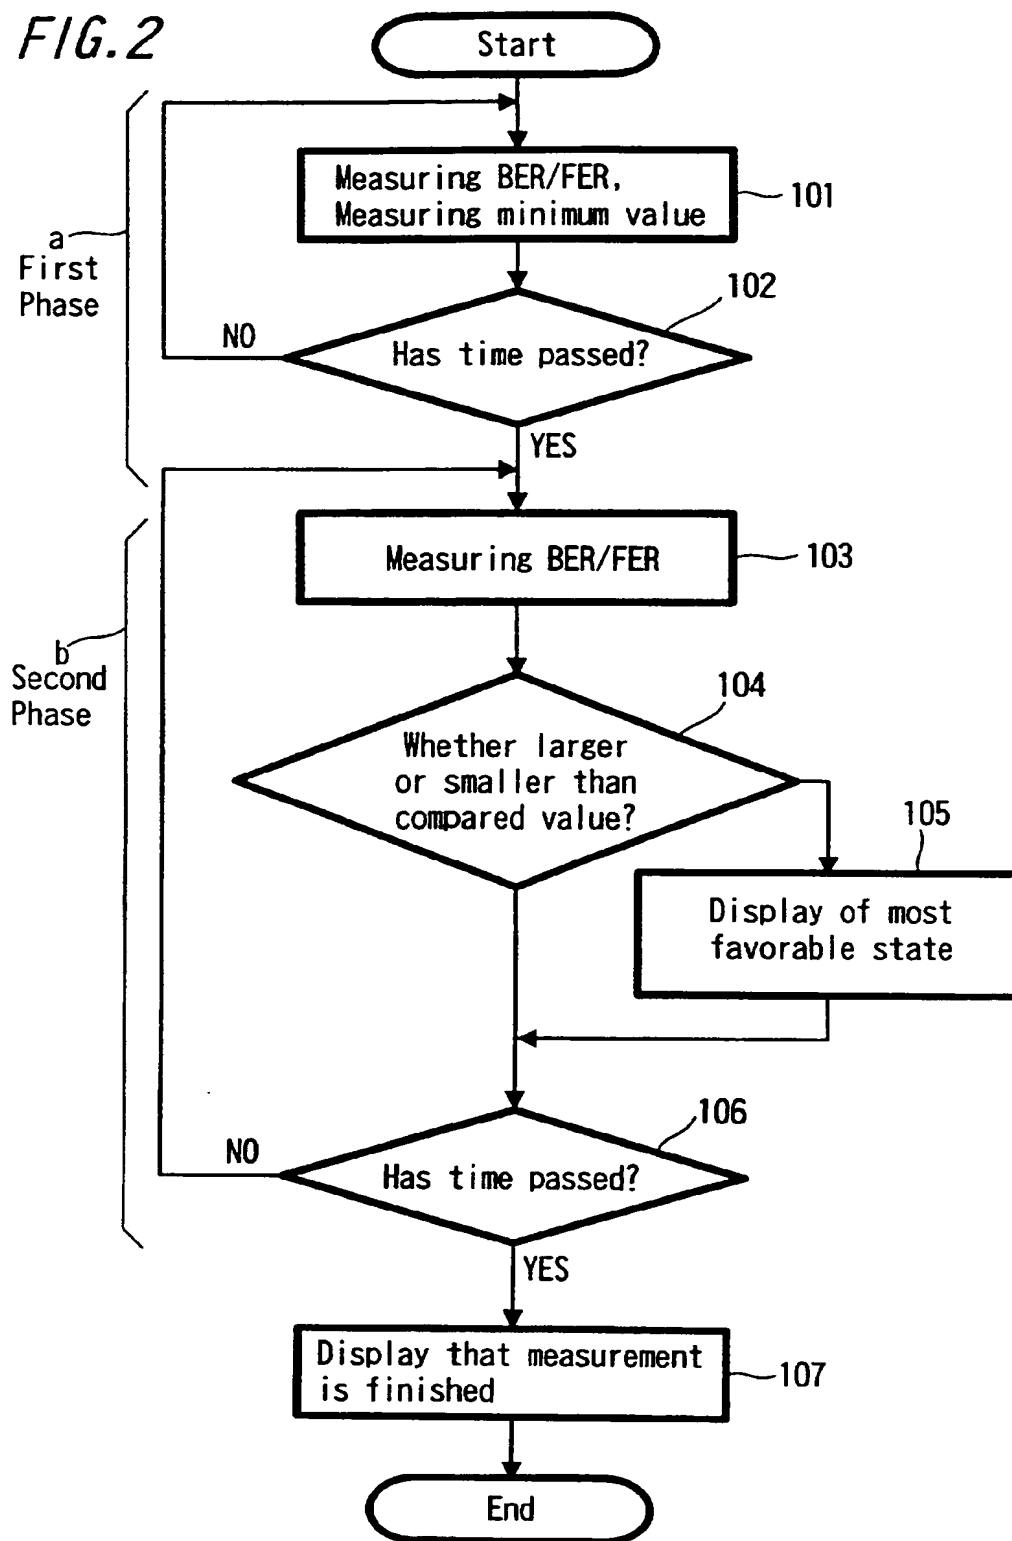 FIG.2
Start
Measuring BER/FER,
Measuring minimum value
101
a
First
Phase
102
Has time passed?
NO
YES
Measuring BER/FER
103
b
Second
Phase
104
Whether larger
or smaller than
compared value?
105
Display of most
favorable state
106
Has time passed?
NO
YES
Display that measurement
is finished
107
End